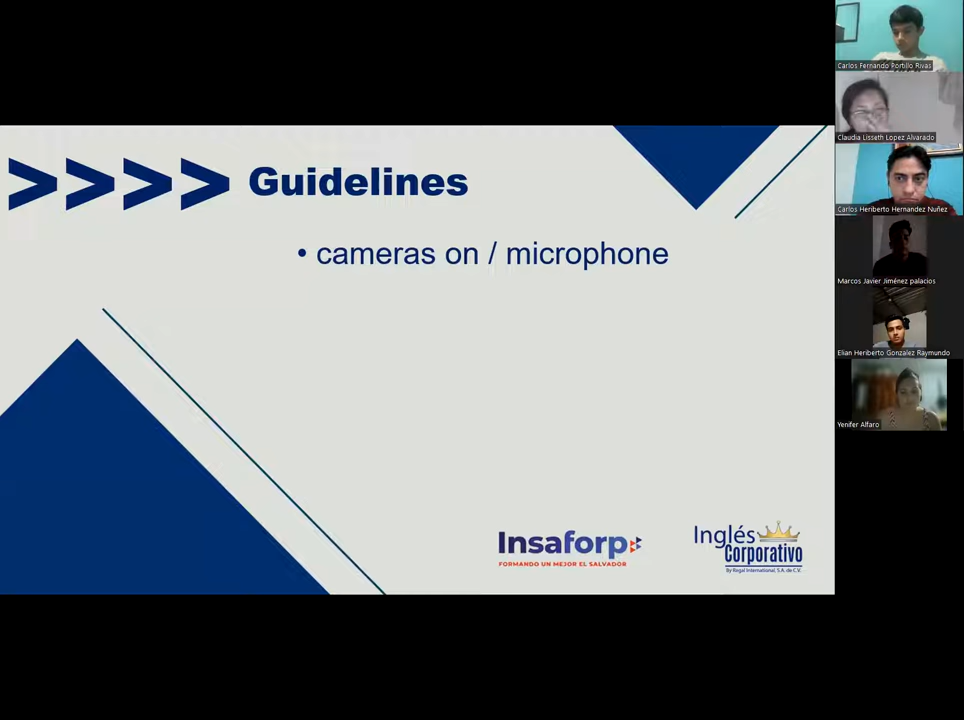 >>>> Guidelines
• cameras on / microphone
Insaforp
FORMANDO UN MEJOR EL SALVADOR
Inglés
Corporativo
By Regal International, S.A. de C.V.
Carlos Fernando Portillo Rivas
Claudia Lisseth Lopez Alvarado
Carlos Heriberto Hernandez Nuñez
Marcos Javier Jiménez palacios
Elian Heriberto Gonzalez Raymundo
Yenifer Alfaro